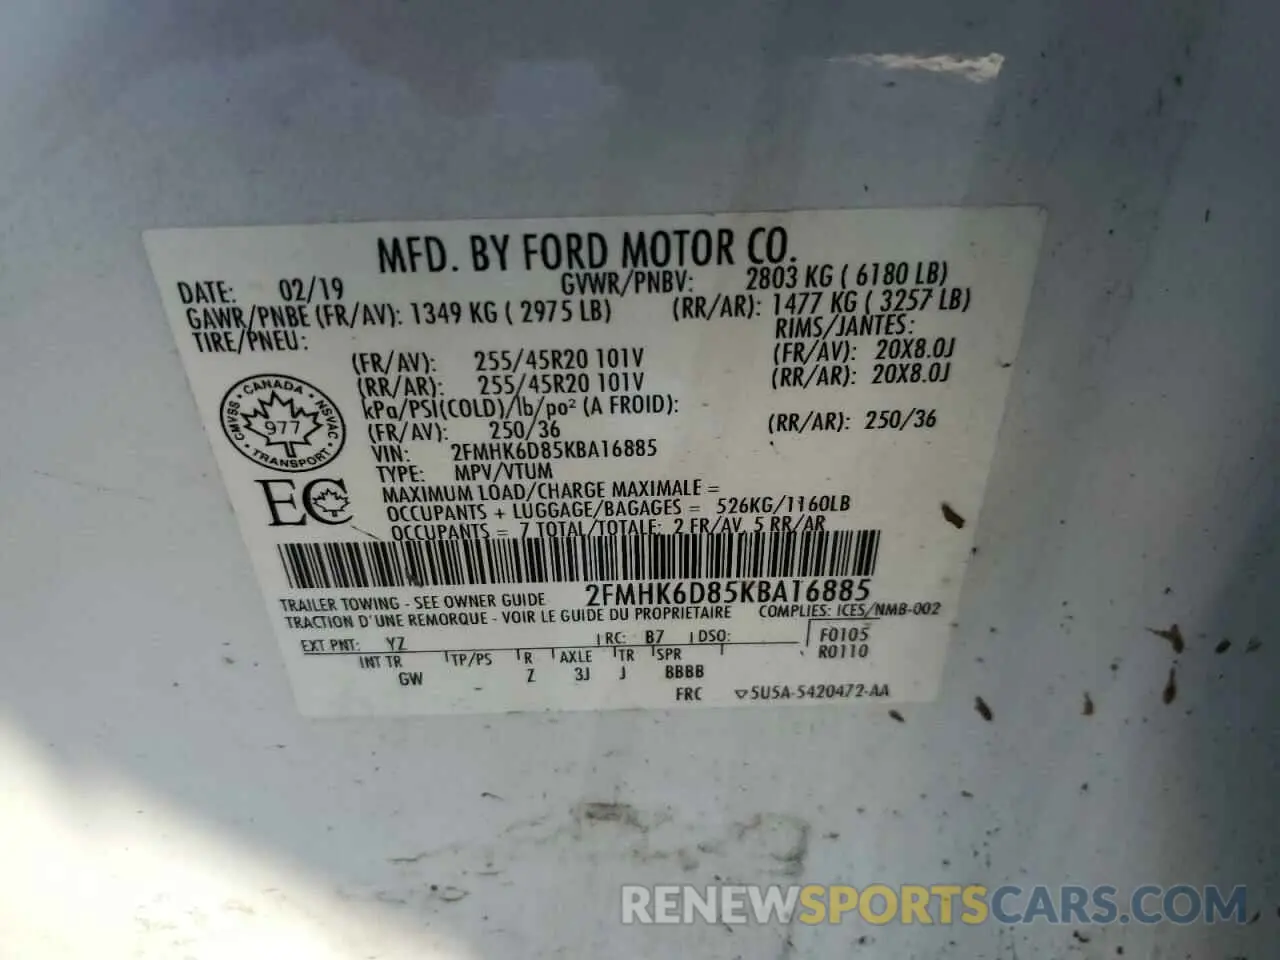 MFD. BY FORD MOTOR CO.
DATE: 02/19 GVWR/PNBV: 2803 KG ( 6180 LB)
GAWR/PNBE (FR/AV): 1349 KG ( 2975 LB) (RR/AR): 1477 KG ( 3257 LB)
TIRE/PNEU: RIMS/JANTES:
(FR/AV): 255/45R20 101V (FR/AV): 20X8.0J
(RR/AR): 255/45R20 101V (RR/AR): 20X8.0J
kPa/PSI(COLD)/lb/po² (A FROID):
(FR/AV): 250/36 (RR/AR): 250/36
VIN: 2FMHK6D85KBA16885
TYPE: MPV/VTUM
CANADA
CMVSS NSVAC
977
TRANSPORT
EC
MAXIMUM LOAD/CHARGE MAXIMALE =
OCCUPANTS + LUGGAGE/BAGAGES = 526KG/1160LB
OCCUPANTS = 7 TOTAL/TOTALE: 2 FR/AV, 5 RR/AR
2FMHK6D85KBA16885
TRAILER TOWING - SEE OWNER GUIDE
TRACTION D'UNE REMORQUE - VOIR LE GUIDE DU PROPRIETAIRE COMPLIES: ICES/NMB-002
EXT PNT: YZ RC: B7 DSO: F0105
INT TR TP/PS R AXLE TR SPR R0110
GW - Z 3J J BBBB
FRC ▽5U5A-5420472-AA
RENEWSPORTSCARS.COM